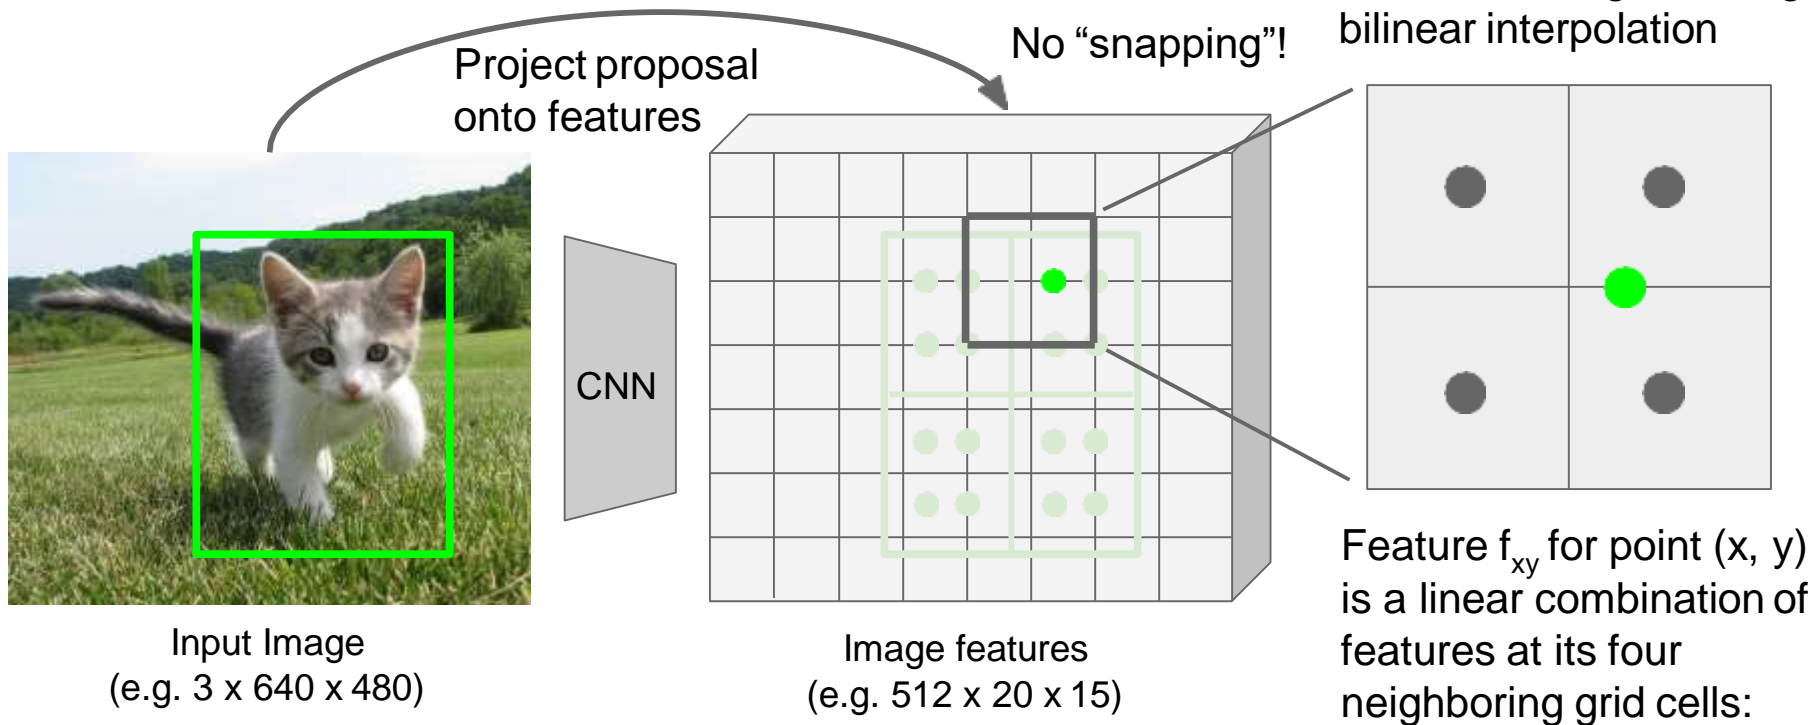 No “snapping”!
bilinear interpolation
Project proposal
onto features
CNN
Input Image
(e.g. 3 x 640 x 480)
Image features
(e.g. 512 x 20 x 15)
Feature fxy for point (x, y)
is a linear combination of
features at its four
neighboring grid cells: